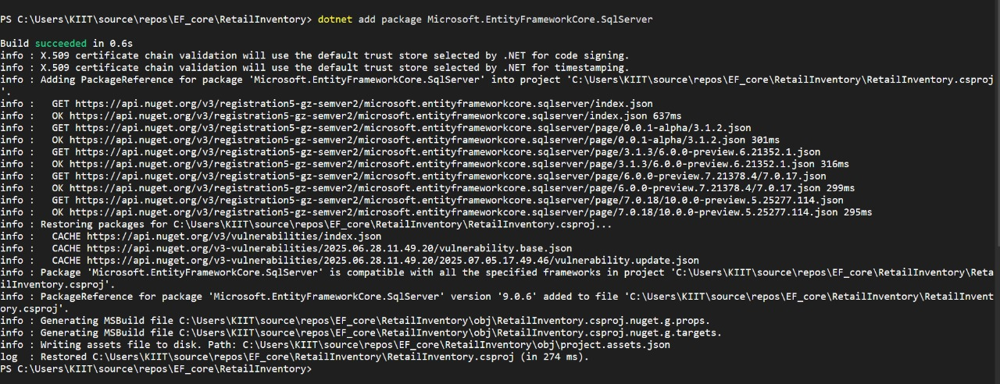 PS C:\Users\KIIT\source\repos\EF_core\RetailInventory> dotnet add package Microsoft.EntityFrameworkCore.SqlServer
Build succeeded in 0.6s
info : X.509 certificate chain validation will use the default trust store selected by .NET for code signing.
info : X.509 certificate chain validation will use the default trust store selected by .NET for timestamping.
info : Adding PackageReference for package 'Microsoft.EntityFrameworkCore.SqlServer' into project 'C:\Users\KIIT\source\repos\EF_core\RetailInventory\RetailInventory.csproj
'.
info :   GET https://api.nuget.org/v3/registration5-gz-semver2/microsoft.entityframeworkcore.sqlserver/index.json
info :   OK https://api.nuget.org/v3/registration5-gz-semver2/microsoft.entityframeworkcore.sqlserver/index.json 637ms
info :   GET https://api.nuget.org/v3/registration5-gz-semver2/microsoft.entityframeworkcore.sqlserver/page/0.0.1-alpha/3.1.2.json
info :   OK https://api.nuget.org/v3/registration5-gz-semver2/microsoft.entityframeworkcore.sqlserver/page/0.0.1-alpha/3.1.2.json 301ms
info :   GET https://api.nuget.org/v3/registration5-gz-semver2/microsoft.entityframeworkcore.sqlserver/page/3.1.3/6.0.0-preview.6.21352.1.json
info :   OK https://api.nuget.org/v3/registration5-gz-semver2/microsoft.entityframeworkcore.sqlserver/page/3.1.3/6.0.0-preview.6.21352.1.json 316ms
info :   GET https://api.nuget.org/v3/registration5-gz-semver2/microsoft.entityframeworkcore.sqlserver/page/6.0.0-preview.7.21378.4/7.0.17.json
info :   OK https://api.nuget.org/v3/registration5-gz-semver2/microsoft.entityframeworkcore.sqlserver/page/6.0.0-preview.7.21378.4/7.0.17.json 299ms
info :   GET https://api.nuget.org/v3/registration5-gz-semver2/microsoft.entityframeworkcore.sqlserver/page/7.0.18/10.0.0-preview.5.25277.114.json
info :   OK https://api.nuget.org/v3/registration5-gz-semver2/microsoft.entityframeworkcore.sqlserver/page/7.0.18/10.0.0-preview.5.25277.114.json 295ms
info : Restoring packages for C:\Users\KIIT\source\repos\EF_core\RetailInventory\RetailInventory.csproj...
info :   CACHE https://api.nuget.org/v3/vulnerabilities/index.json
info :   CACHE https://api.nuget.org/v3-vulnerabilities/2025.06.28.11.49.20/vulnerability.base.json
info :   CACHE https://api.nuget.org/v3-vulnerabilities/2025.06.28.11.49.20/2025.07.05.17.49.46/vulnerability.update.json
info : Package 'Microsoft.EntityFrameworkCore.SqlServer' is compatible with all the specified frameworks in project 'C:\Users\KIIT\source\repos\EF_core\RetailInventory\Reta
ilInventory.csproj'.
info : PackageReference for package 'Microsoft.EntityFrameworkCore.SqlServer' version '9.0.6' added to file 'C:\Users\KIIT\source\repos\EF_core\RetailInventory\RetailInvent
ory.csproj'.
info : Generating MSBuild file C:\Users\KIIT\source\repos\EF_core\RetailInventory\obj\RetailInventory.csproj.nuget.g.props.
info : Generating MSBuild file C:\Users\KIIT\source\repos\EF_core\RetailInventory\obj\RetailInventory.csproj.nuget.g.targets.
info : Writing assets file to disk. Path: C:\Users\KIIT\source\repos\EF_core\RetailInventory\obj\project.assets.json
log  : Restored C:\Users\KIIT\source\repos\EF_core\RetailInventory\RetailInventory.csproj (in 274 ms).
PS C:\Users\KIIT\source\repos\EF_core\RetailInventory>